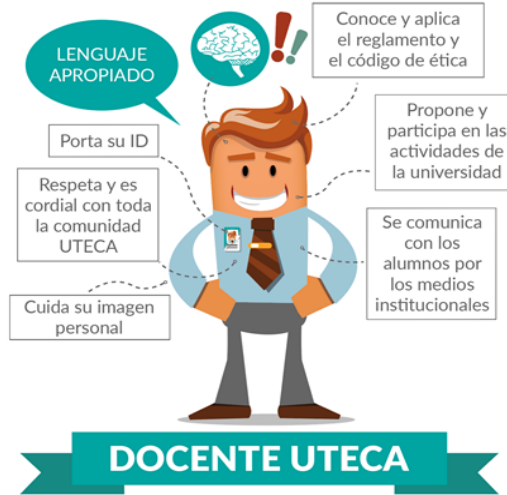 LENGUAJE
APROPIADO
Conoce y aplica
el reglamento y
el código de ética
Porta su ID
Propone y
participa en las
actividades de
la universidad
Respeta y es
cordial con toda
la comunidad
UTECA
Se comunica
con los
alumnos por
los medios
institucionales
Cuida su imagen
personal
DOCENTE UTECA